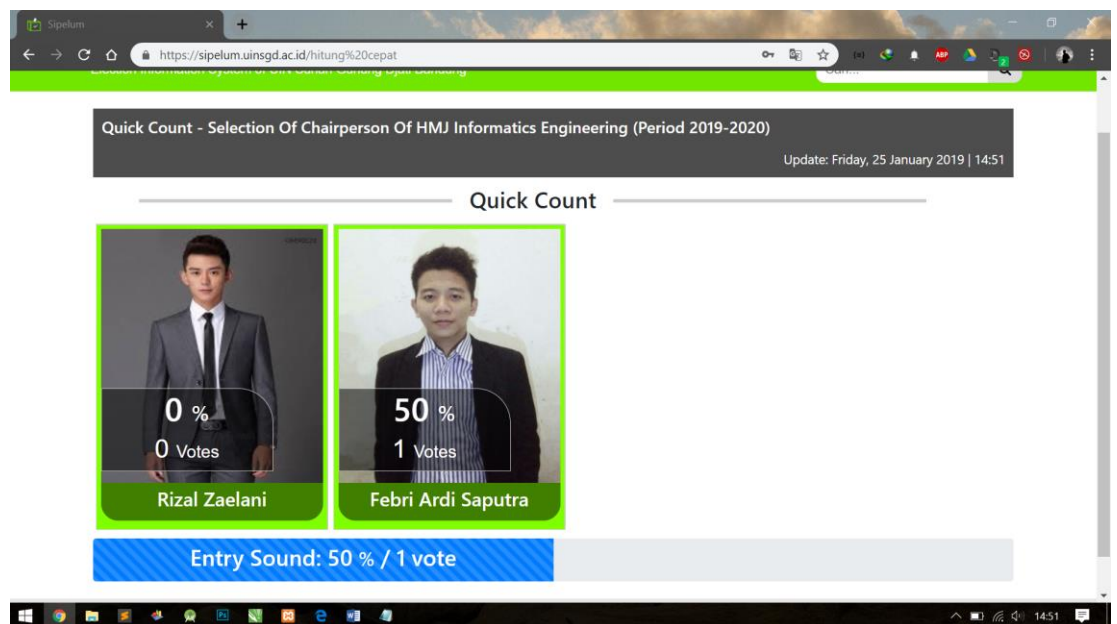 Sipelum
https://sipelum.uinsgd.ac.id/hitung%20cepat
Quick Count - Selection Of Chairperson Of HMJ Informatics Engineering (Period 2019-2020)
Update: Friday, 25 January 2019 | 14:51
Quick Count
0 %
0 Votes
Rizal Zaelani
50 %
1 Votes
Febri Ardi Saputra
Entry Sound: 50 % / 1 vote
14:51